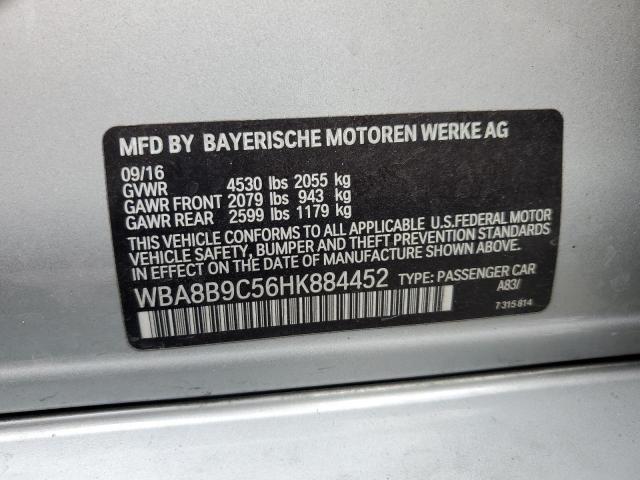 MFD BY BAYERISCHE MOTOREN WERKE AG
09/16
GVWR 4530 lbs 2055 kg
GAWR FRONT 2079 lbs 943 kg
GAWR REAR 2599 lbs 1179 kg
THIS VEHICLE CONFORMS TO ALL APPLICABLE U.S.FEDERAL MOTOR
VEHICLE SAFETY, BUMPER AND THEFT PREVENTION STANDARDS
IN EFFECT ON THE DATE OF MANUFACTURE SHOWN ABOVE.
WBA8B9C56HK884452 TYPE: PASSENGER CAR
A83/
7 315 814